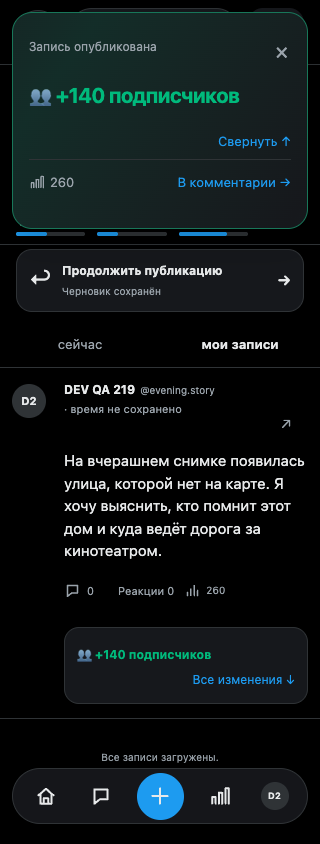 Запись опубликована
×
👥 +140 подписчиков
Свернуть ↑
260
В комментарии →
Продолжить публикацию
→
Черновик сохранён
сейчас
мои записи
D2
DEV QA 219 @evening.story
· время не сохранено
↗
На вчерашнем снимке появилась
улица, которой нет на карте. Я
хочу выяснить, кто помнит этот
дом и куда ведёт дорога за
кинотеатром.
0 Реакции 0 260
👥 +140 подписчиков
Все изменения ↓
Все записи загружены.
D2